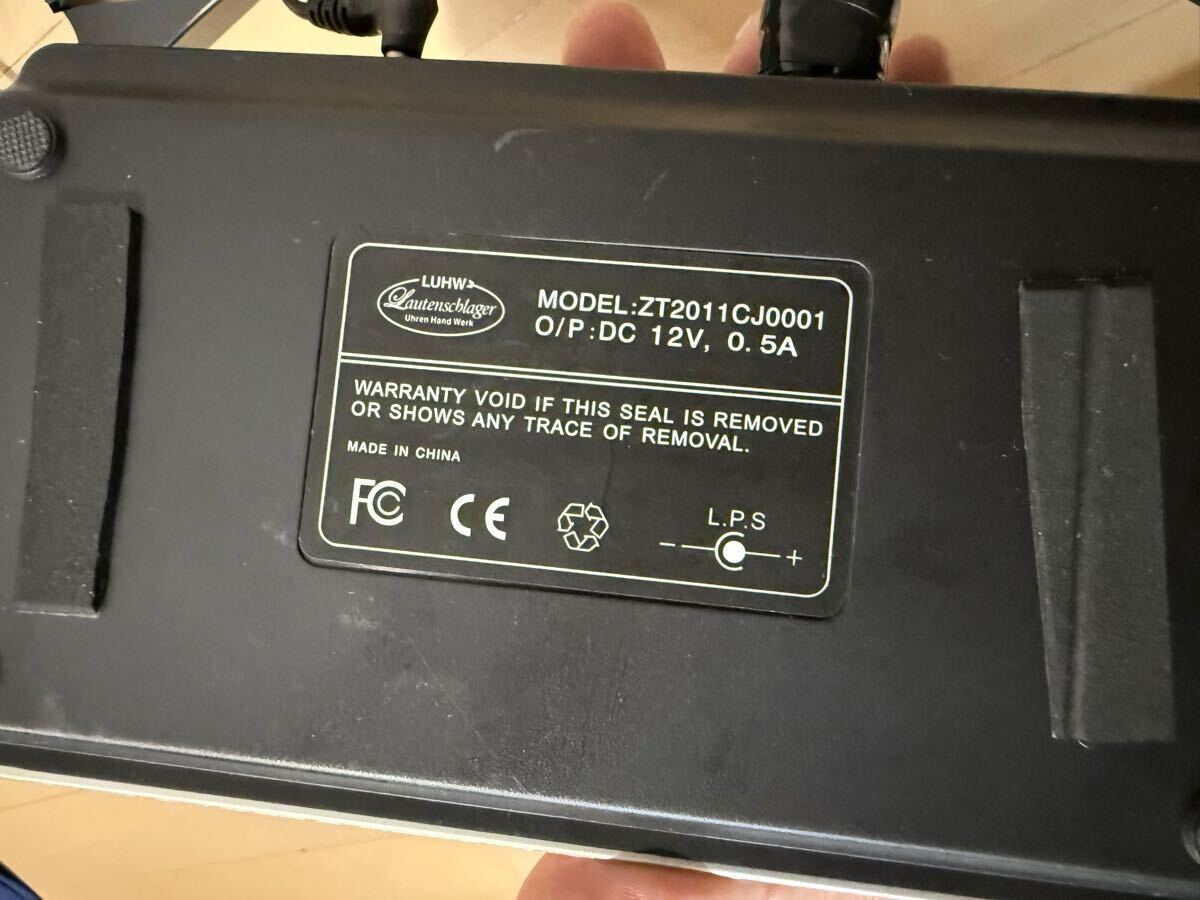 LUHW
Lautenschlager
Uhren Hand Werk
MODEL:ZT2011CJ0001
O/P:DC 12V, 0.5A
WARRANTY VOID IF THIS SEAL IS REMOVED
OR SHOWS ANY TRACE OF REMOVAL.
MADE IN CHINA
FC CE
L.P.S
− +